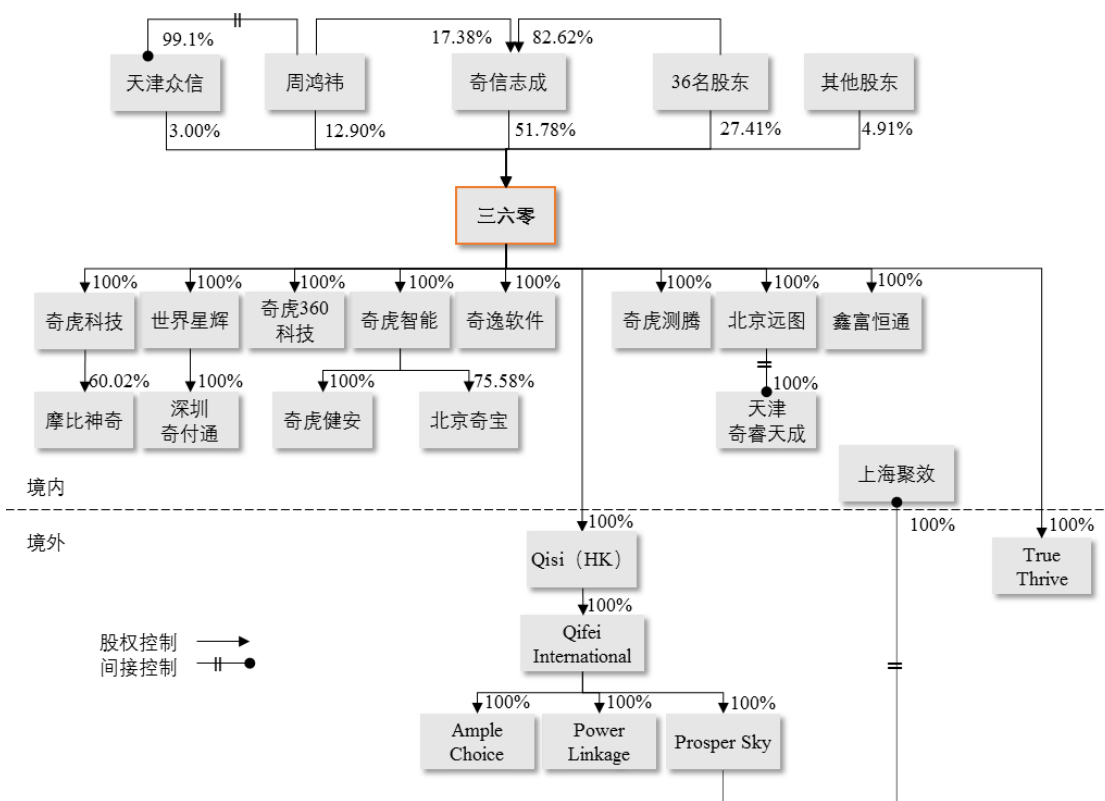 99.1%
17.38%
82.62%
天津众信
周鸿祎
奇信志成
36名股东
其他股东
3.00%
12.90%
51.78%
27.41%
4.91%
三六零
100%
100%
100%
100%
100%
100%
100%
100%
奇虎科技
世界星辉
奇虎360
科技
奇虎智能
奇逸软件
奇虎测腾
北京远图
鑫富恒通
60.02%
100%
100%
75.58%
100%
摩比神奇
深圳
奇付通
奇虎健安
北京奇宝
天津
奇睿天成
上海聚效
境内
境外
100%
100%
100%
Qisi（HK）
True
Thrive
100%
Qifei
International
股权控制
间接控制
100%
100%
100%
Ample
Choice
Power
Linkage
Prosper Sky